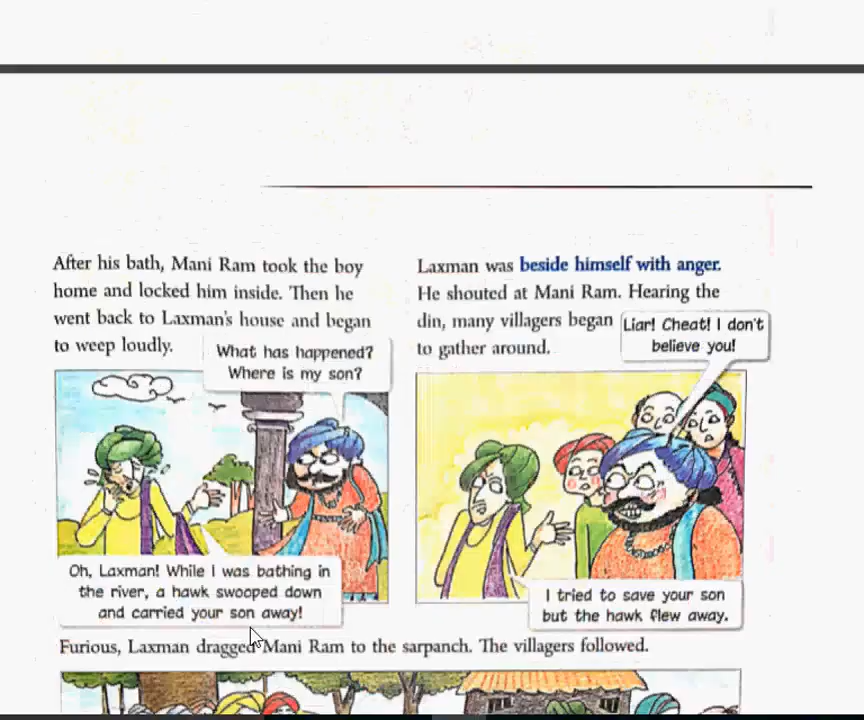 After his bath, Mani Ram took the boy
home and locked him inside. Then he
went back to Laxman's house and began
to weep loudly.
What has happened?
Where is my son?
Oh, Laxman! While I was bathing in
the river, a hawk swooped down
and carried your son away!
Laxman was beside himself with anger.
He shouted at Mani Ram. Hearing the
din, many villagers began
to gather around.
Liar! Cheat! I don't
believe you!
I tried to save your son
but the hawk flew away.
Furious, Laxman dragged Mani Ram to the sarpanch. The villagers followed.